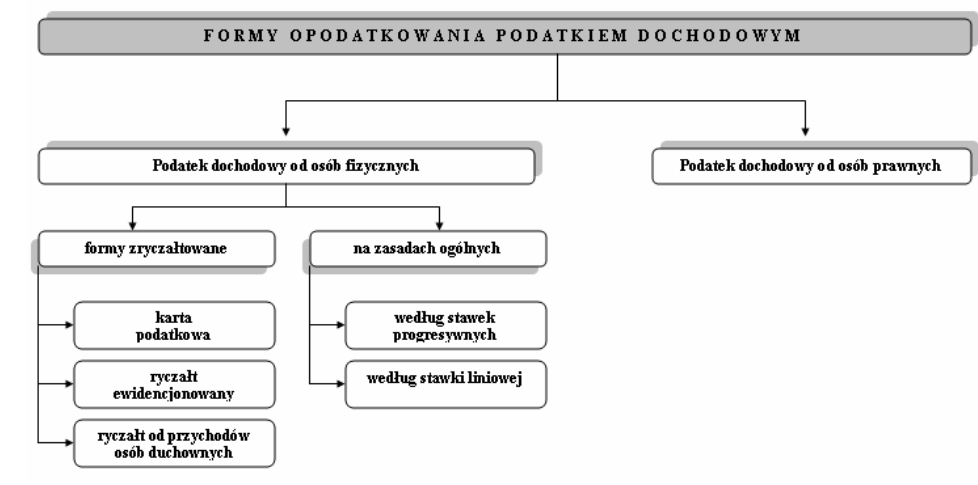 FORMY OPODATKOWANIA PODATKIEM DOCHODOWYM
Podatek dochodowy od osób fizycznych
Podatek dochodowy od osób prawnych
formy zryczałtowane
na zasadach ogólnych
karta
podatkowa
ryczałt
ewidencjonowany
ryczałt od przychodów
osób duchownych
według stawek
progresywnych
według stawki liniowej